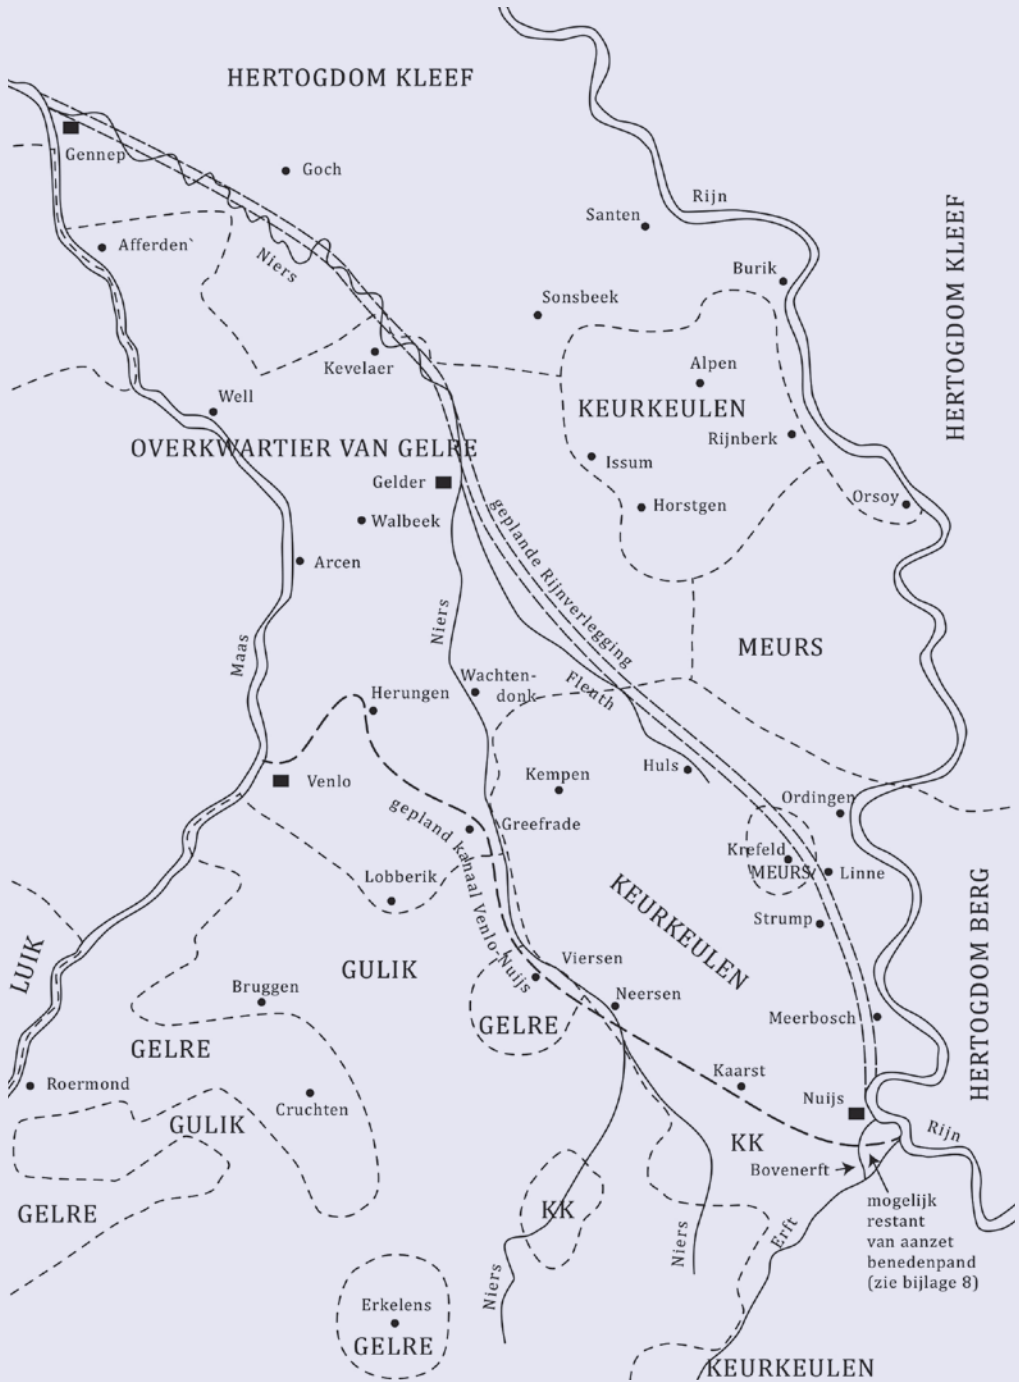 HERTOGDOM KLEEF
Gennep
Goch
Rijn
Santen
HERTOGDOM KLEEF
Afferden`
Niers
Burik
Sonsbeek
Kevelaer
Alpen
Well
KEURKEULEN
OVERKWARTIER VAN GELRE
Rijnberk
Issum
Gelder
Orsoy
Horstgen
Walbeek
geplande Rijnverlegging
Arcen
Niers
Maas
MEURS
Wachten-
donk
Fleuth
Herungen
Huls
Kempen
Venlo
Ordingen
gepland kanaal Venlo-Nuijs
Greefrade
Krefeld
MEURS
Linne
Lobberik
KEURKEULEN
Strump
HERTOGDOM BERG
LUIK
GULIK
Viersen
Bruggen
Neersen
GELRE
Meerbosch
GELRE
Roermond
Kaarst
Cruchten
Nuijs
GULIK
KK
Rijn
Bovenerft
mogelijk
restant
van aanzet
benedenpand
(zie bijlage 8)
GELRE
KK
Niers
Erft
Niers
Erkelens
GELRE
KEURKEULEN